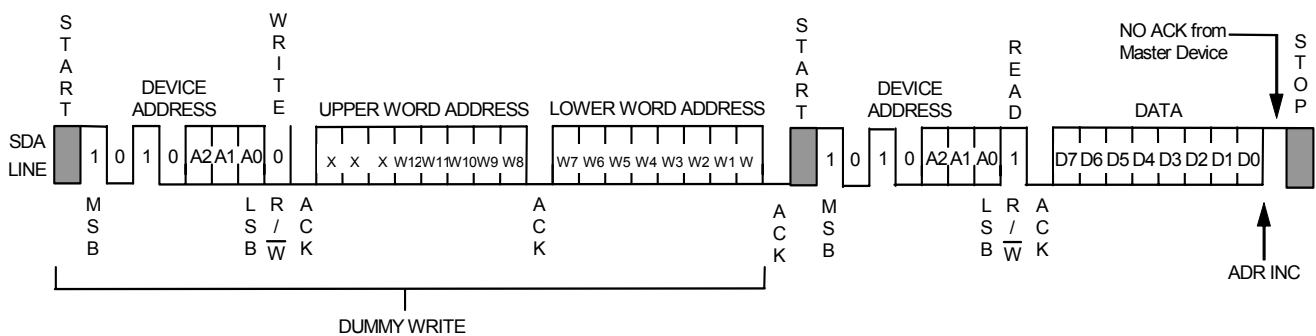 START
WRITE
START
READ
NO ACK from
Master Device
STOP
DEVICE
ADDRESS
UPPER WORD ADDRESS
LOWER WORD ADDRESS
DEVICE
ADDRESS
DATA
SDA
LINE
1 0 1 0 A2 A1 A0 0 X X X W12 W11 W10 W9 W8 W7 W6 W5 W4 W3 W2 W1 W 1 0 1 0 A2 A1 A0 1 D7 D6 D5 D4 D3 D2 D1 D0
MSB
LSB
R/W
ACK
ACK
ACK
MSB
LSB
R/W
ACK
ADR INC
DUMMY WRITE